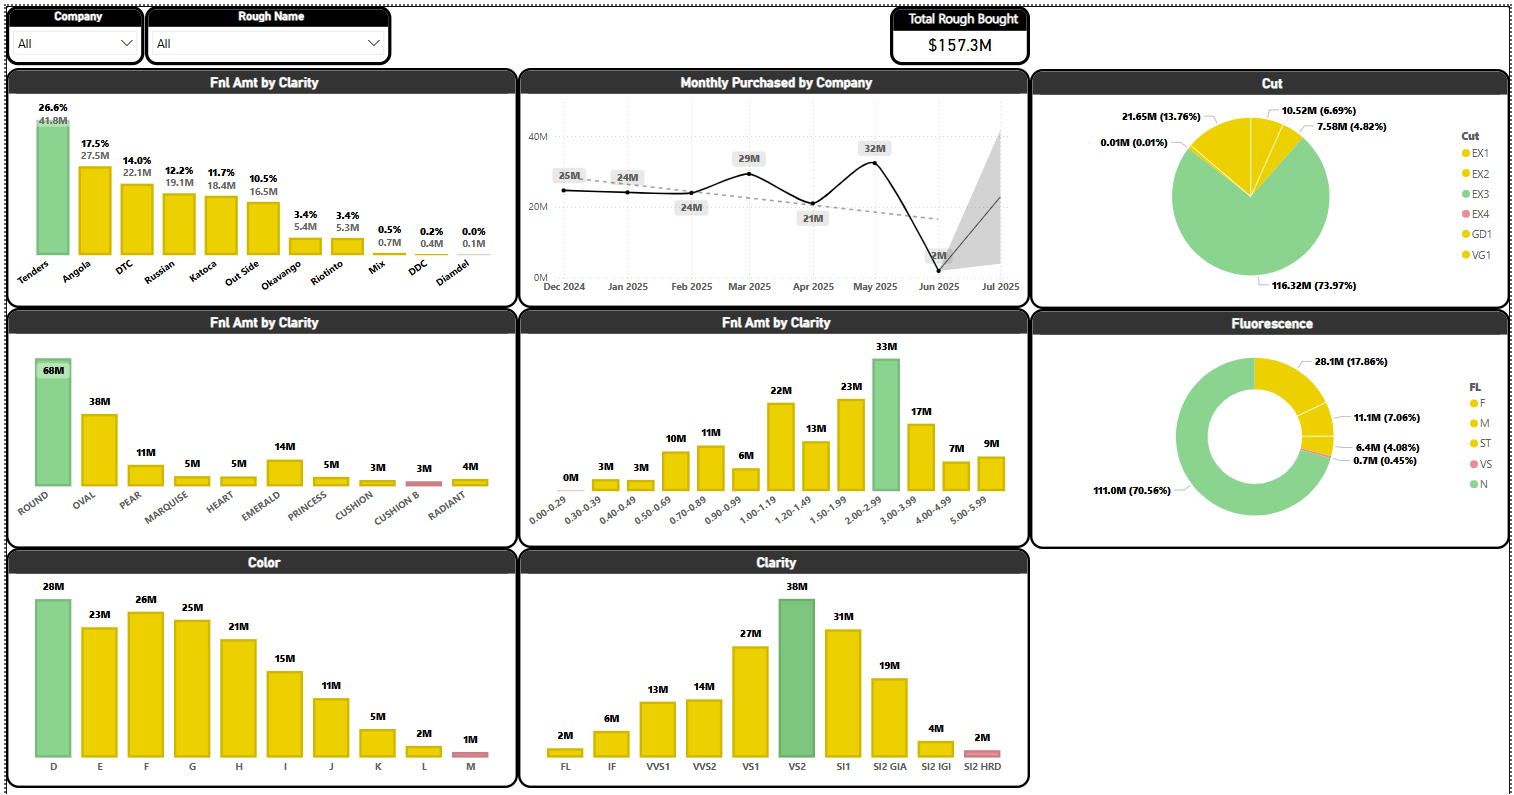 Company
Rough Name
Total Rough Bought
All
All
$157.3M
Fnl Amt by Clarity
26.6%
41.8M
17.5%
27.5M
14.0%
22.1M
12.2%
19.1M
11.7%
18.4M
10.5%
16.5M
3.4%
5.4M
3.4%
5.3M
0.5%
0.7M
0.2%
0.4M
0.0%
0.1M
Tenders
Angola
DTC
Russian
Katoca
Out Side
Okavango
Riotinto
Mix
DDC
Diamdel
Monthly Purchased by Company
40M
20M
0M
25M
24M
24M
29M
21M
32M
2M
Dec 2024
Jan 2025
Feb 2025
Mar 2025
Apr 2025
May 2025
Jun 2025
Jul 2025
Cut
21.65M (13.76%)
10.52M (6.69%)
7.58M (4.82%)
0.01M (0.01%)
116.32M (73.97%)
Cut
EX1
EX2
EX3
EX4
GD1
VG1
Fnl Amt by Clarity
68M
38M
11M
5M
5M
14M
5M
3M
3M
4M
ROUND
OVAL
PEAR
MARQUISE
HEART
EMERALD
PRINCESS
CUSHION
CUSHION B
RADIANT
Fnl Amt by Clarity
0M
3M
3M
10M
11M
6M
22M
13M
23M
33M
17M
7M
9M
0.00-0.29
0.30-0.39
0.40-0.49
0.50-0.69
0.70-0.89
0.90-0.99
1.00-1.19
1.20-1.49
1.50-1.99
2.00-2.99
3.00-3.99
4.00-4.99
5.00-5.99
Fluorescence
28.1M (17.86%)
11.1M (7.06%)
6.4M (4.08%)
0.7M (0.45%)
111.0M (70.56%)
FL
F
M
ST
VS
N
Color
28M
23M
26M
25M
21M
15M
11M
5M
2M
1M
D
E
F
G
H
I
J
K
L
M
Clarity
2M
6M
13M
14M
27M
38M
31M
19M
4M
2M
FL
IF
VVS1
VVS2
VS1
VS2
SI1
SI2 GIA
SI2 IGI
SI2 HRD